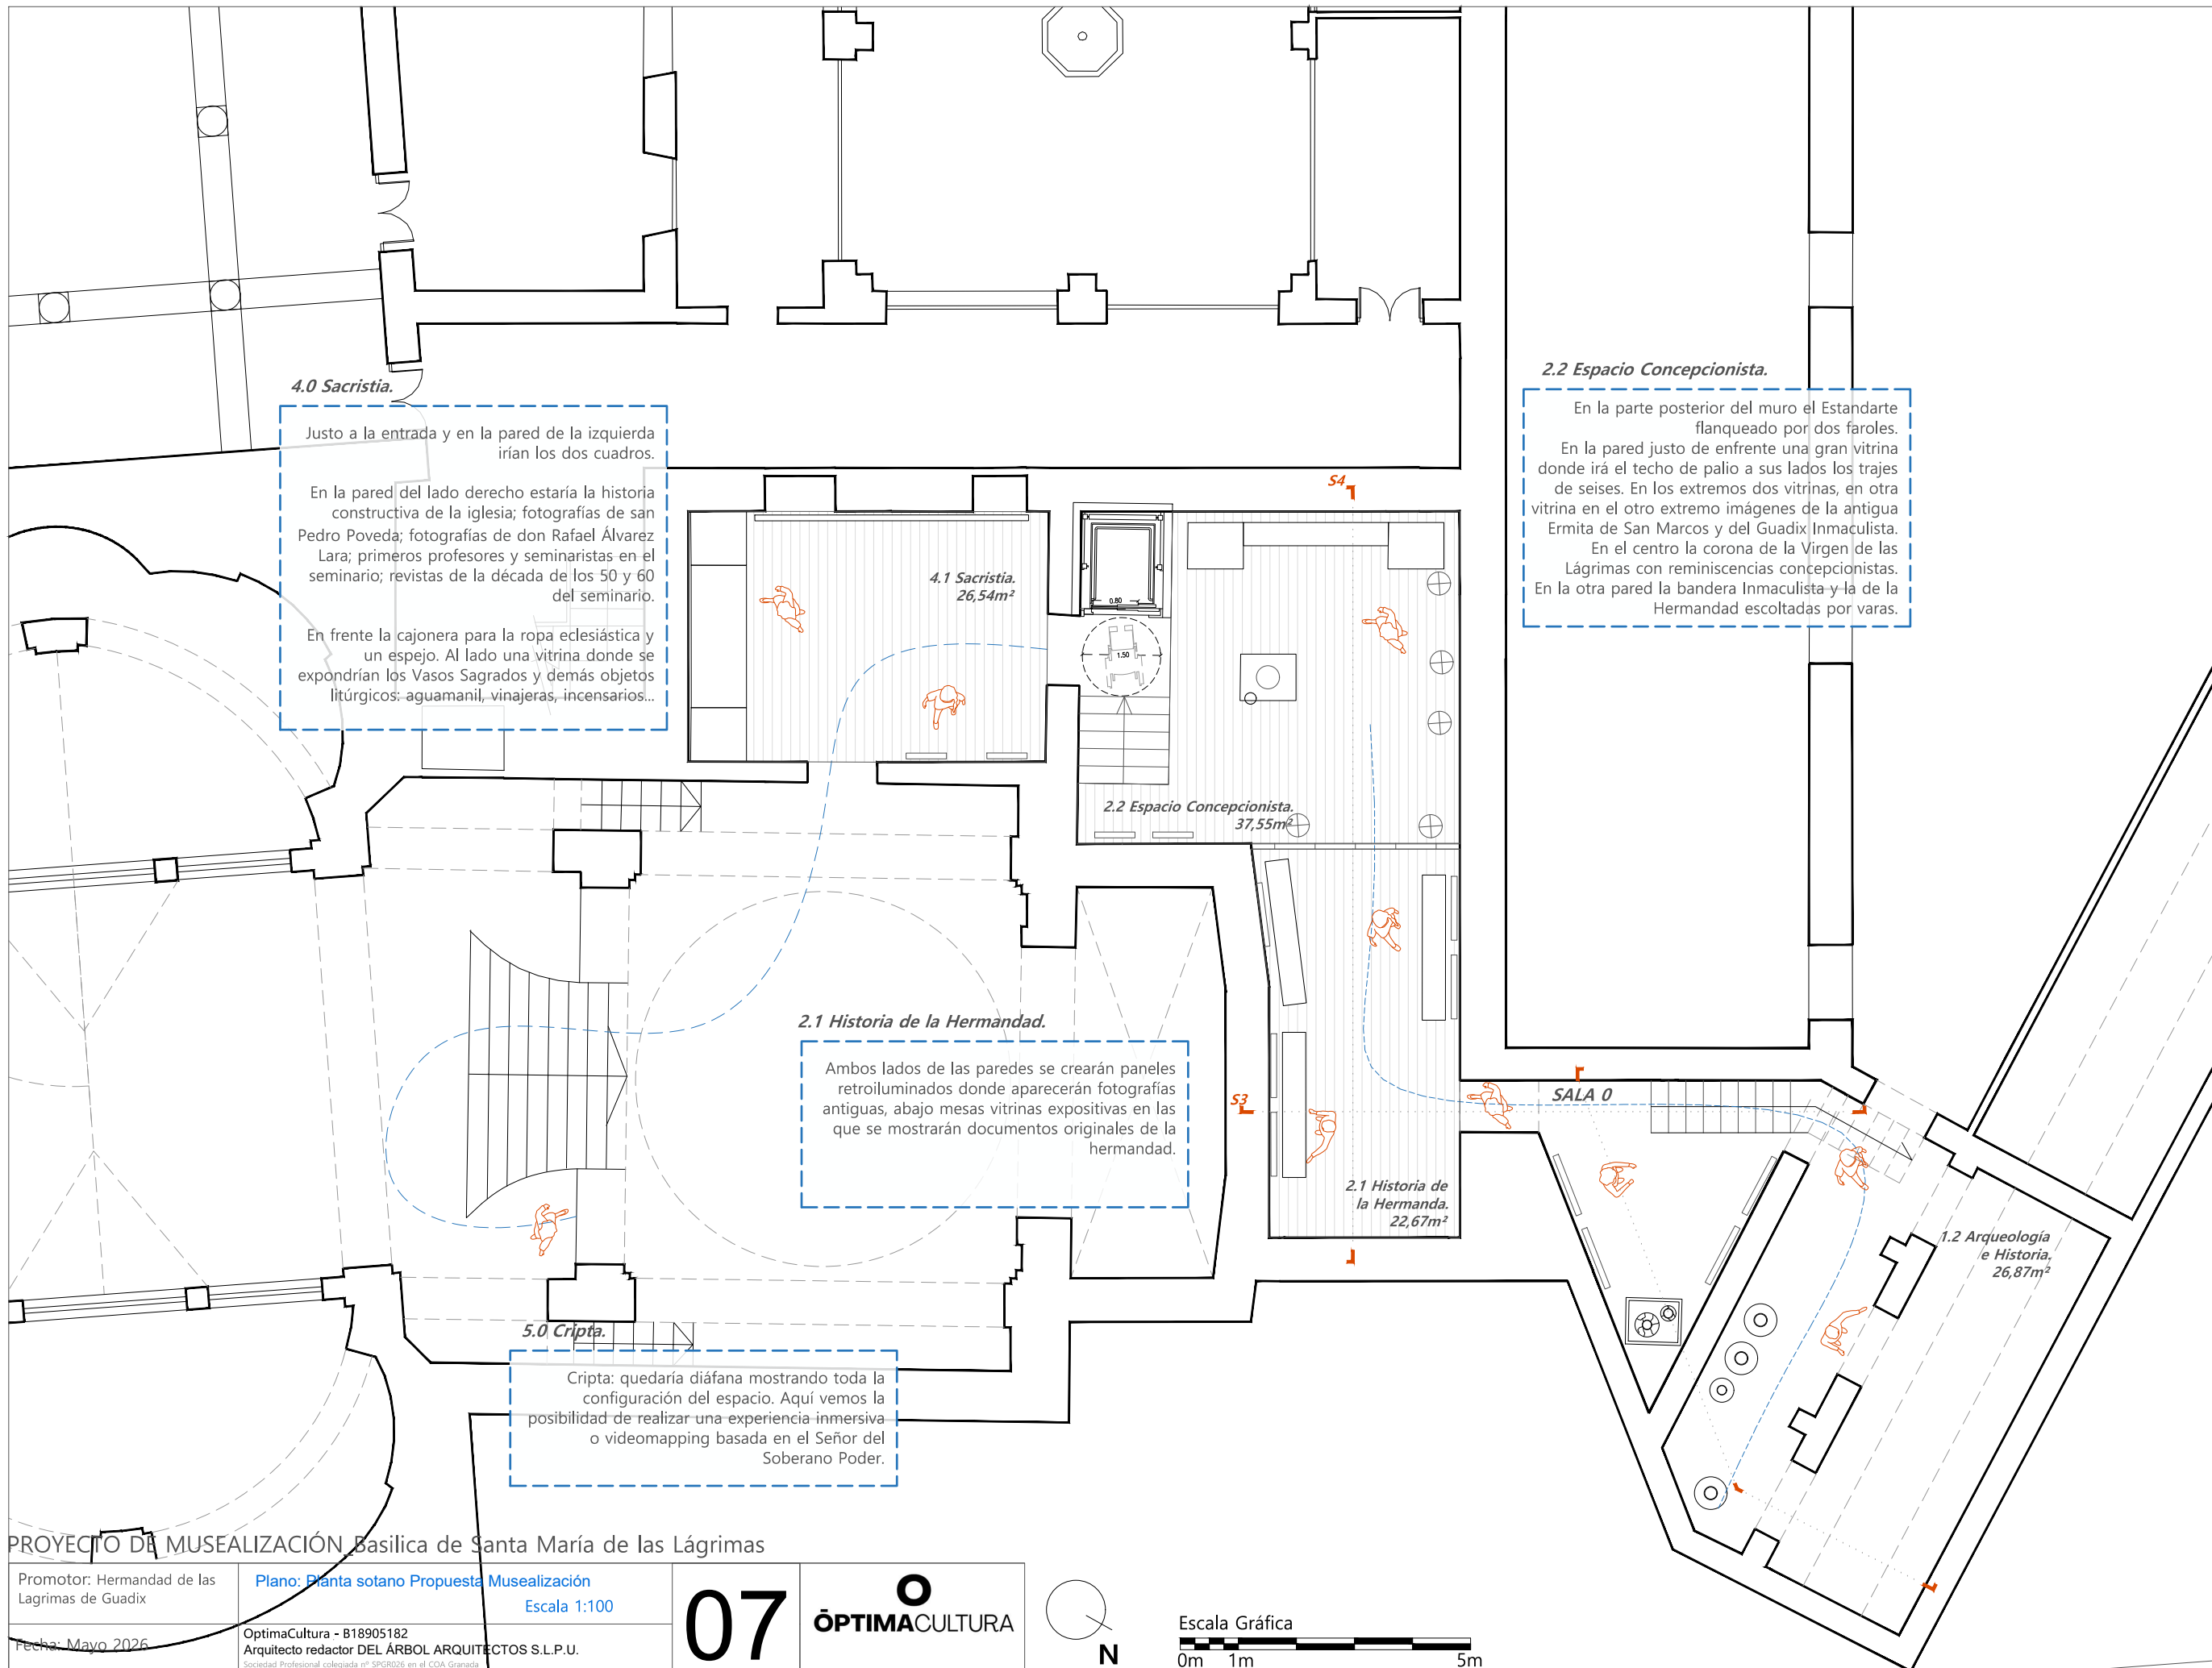 4.0 Sacristia.
Justo a la entrada y en la pared de la izquierda
irían los dos cuadros.
En la pared del lado derecho estaría la historia
constructiva de la iglesia; fotografías de san
Pedro Poveda; fotografías de don Rafael Álvarez
Lara; primeros profesores y seminaristas en el
seminario; revistas de la década de los 50 y 60
del seminario.
En frente la cajonera para la ropa eclesiástica y
un espejo. Al lado una vitrina donde se
expondrían los Vasos Sagrados y demás objetos
litúrgicos: aguamanil, vinajeras, incensarios...
2.2 Espacio Concepcionista.
En la parte posterior del muro el Estandarte
flanqueado por dos faroles.
En la pared justo de enfrente una gran vitrina
donde irá el techo de palio a sus lados los trajes
de seises. En los extremos dos vitrinas, en otra
vitrina en el otro extremo imágenes de la antigua
Ermita de San Marcos y del Guadix Inmaculista.
En el centro la corona de la Virgen de las
Lágrimas con reminiscencias concepcionistas.
En la otra pared la bandera Inmaculista y la de la
Hermandad escoltadas por varas.
S4
4.1 Sacristia.
26,54m²
0.80
1.50
2.2 Espacio Concepcionista.
37,55m²
2.1 Historia de la Hermandad.
Ambos lados de las paredes se crearán paneles
retroiluminados donde aparecerán fotografías
antiguas, abajo mesas vitrinas expositivas en las
que se mostrarán documentos originales de la
hermandad.
S3
SALA 0
2.1 Historia de
la Hermanda.
22,67m²
1.2 Arqueología
e Historia.
26,87m²
5.0 Cripta.
Cripta: quedaría diáfana mostrando toda la
configuración del espacio. Aquí vemos la
posibilidad de realizar una experiencia inmersiva
o videomapping basada en el Señor del
Soberano Poder.
PROYECTO DE MUSEALIZACIÓN_Basilica de Santa María de las Lágrimas
Promotor: Hermandad de las
Lagrimas de Guadix
Fecha: Mayo 2026
Plano: Planta sotano Propuesta Musealización
Escala 1:100
OptimaCultura - B18905182
Arquitecto redactor DEL ÁRBOL ARQUITECTOS S.L.P.U.
Sociedad Profesional colegiada nº SPGR026 en el COA Granada
07
O
ÓPTIMACULTURA
N
Escala Gráfica
0m 1m 5m